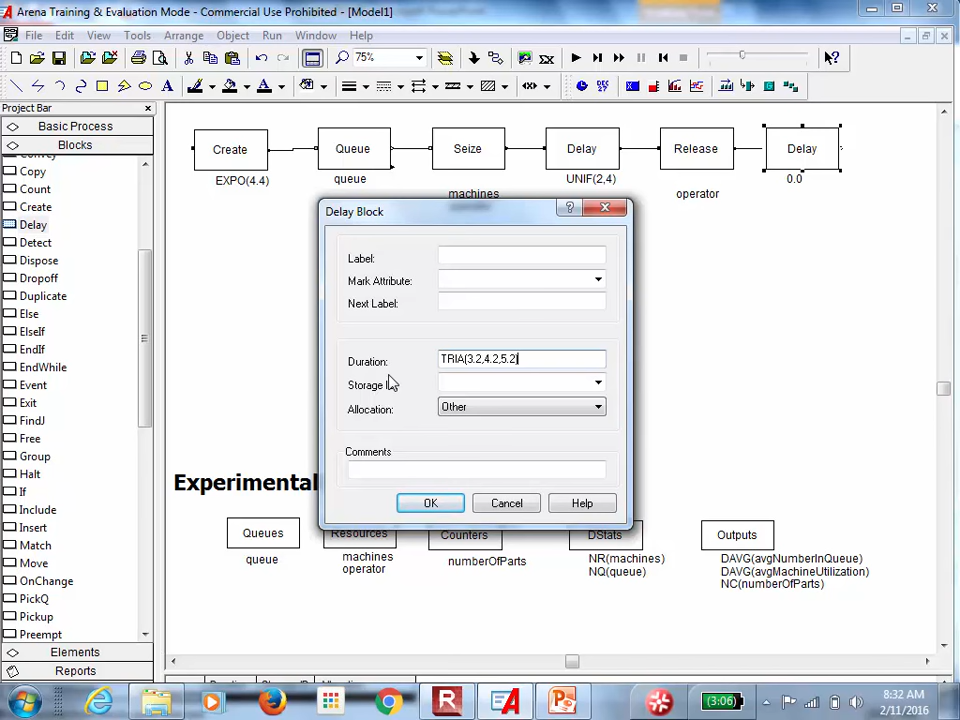 Arena Training & Evaluation Mode - Commercial Use Prohibited - [Model1]
File Edit View Tools Arrange Object Run Window Help
75%
Project Bar
Basic Process
Blocks
Copy
Count
Create
Delay
Detect
Dispose
Dropoff
Duplicate
Else
ElseIf
EndIf
EndWhile
Event
Exit
FindJ
Free
Group
Halt
If
Include
Insert
Match
Move
OnChange
PickQ
Pickup
Preempt
Elements
Reports
Create
EXPO(4.4)
Queue
queue
Seize
machines
Delay
UNIF(2,4)
Release
operator
Delay
0.0
Delay Block
Label:
Mark Attribute:
Next Label:
Duration:
TRIA(3.2,4.2,5.2)
Storage
Allocation:
Other
Comments
OK
Cancel
Help
Experimental
Queues
queue
Resources
machines
operator
Counters
numberOfParts
DStats
NR(machines)
NQ(queue)
Outputs
DAVG(avgNumberInQueue)
DAVG(avgMachineUtilization)
NC(numberOfParts)
(3:06)
8:32 AM
2/11/2016